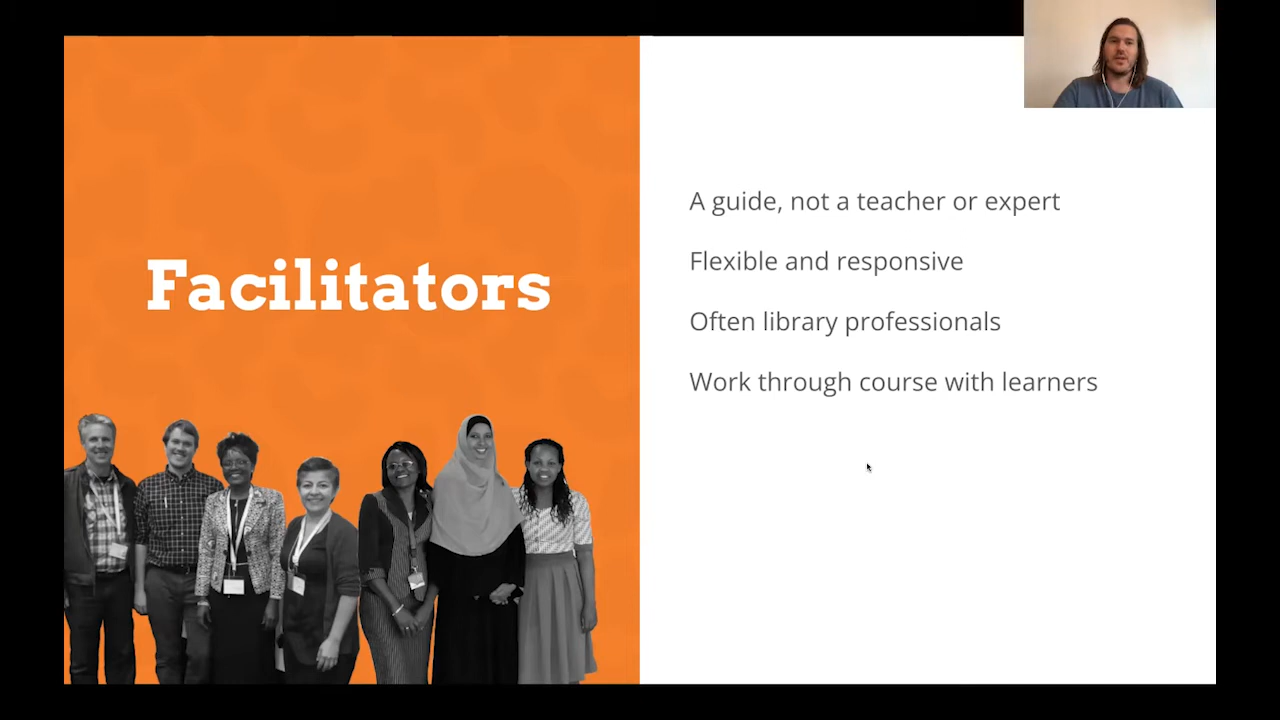 Facilitators
A guide, not a teacher or expert
Flexible and responsive
Often library professionals
Work through course with learners